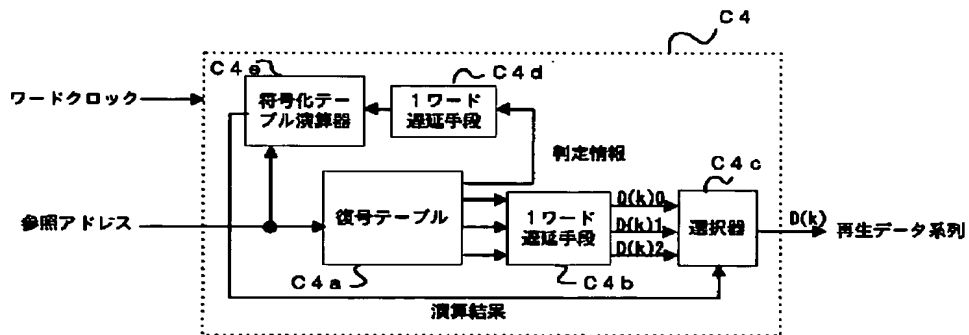 C4
C4e
C4d
ワードクロック
符号化テー
ブル演算器
1ワード
遅延手段
判定情報
C4c
参照アドレス
復号テーブル
1ワード
遅延手段
D(k)0
D(k)1
D(k)2
選択器
D(k)
再生データ系列
C4a
C4b
演算結果